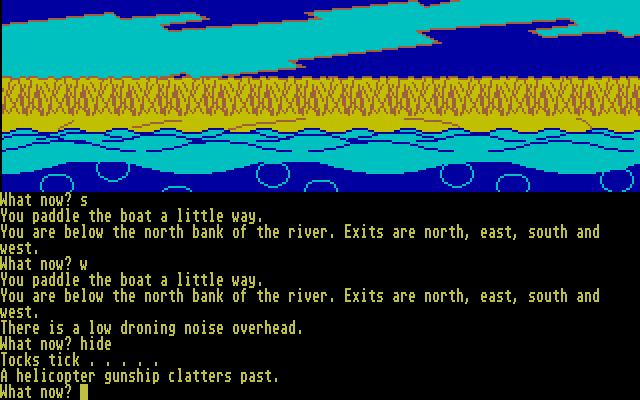 What now? s
You paddle the boat a little way.
You are below the north bank of the river. Exits are north, east, south and
west.
What now? w
You paddle the boat a little way.
You are below the north bank of the river. Exits are north, east, south and
west.
There is a low droning noise overhead.
What now? hide
Tocks tick . . . . .
A helicopter gunship clatters past.
What now?